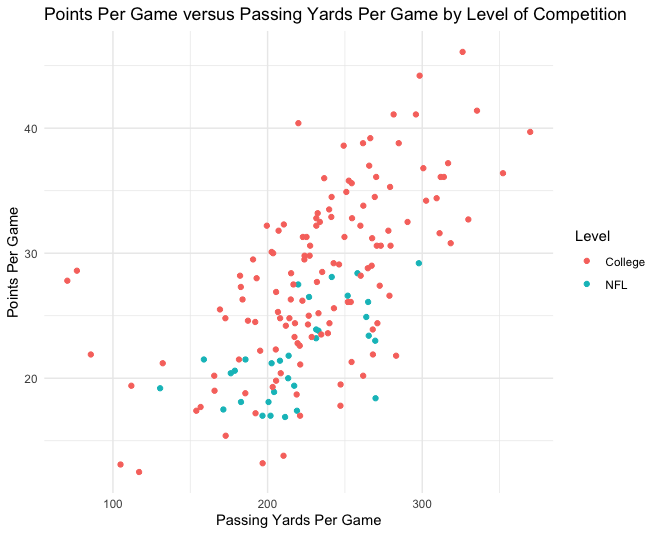 Points Per Game versus Passing Yards Per Game by Level of Competition
40
30
20
Points Per Game
100 200 300
Passing Yards Per Game
Level
College
NFL